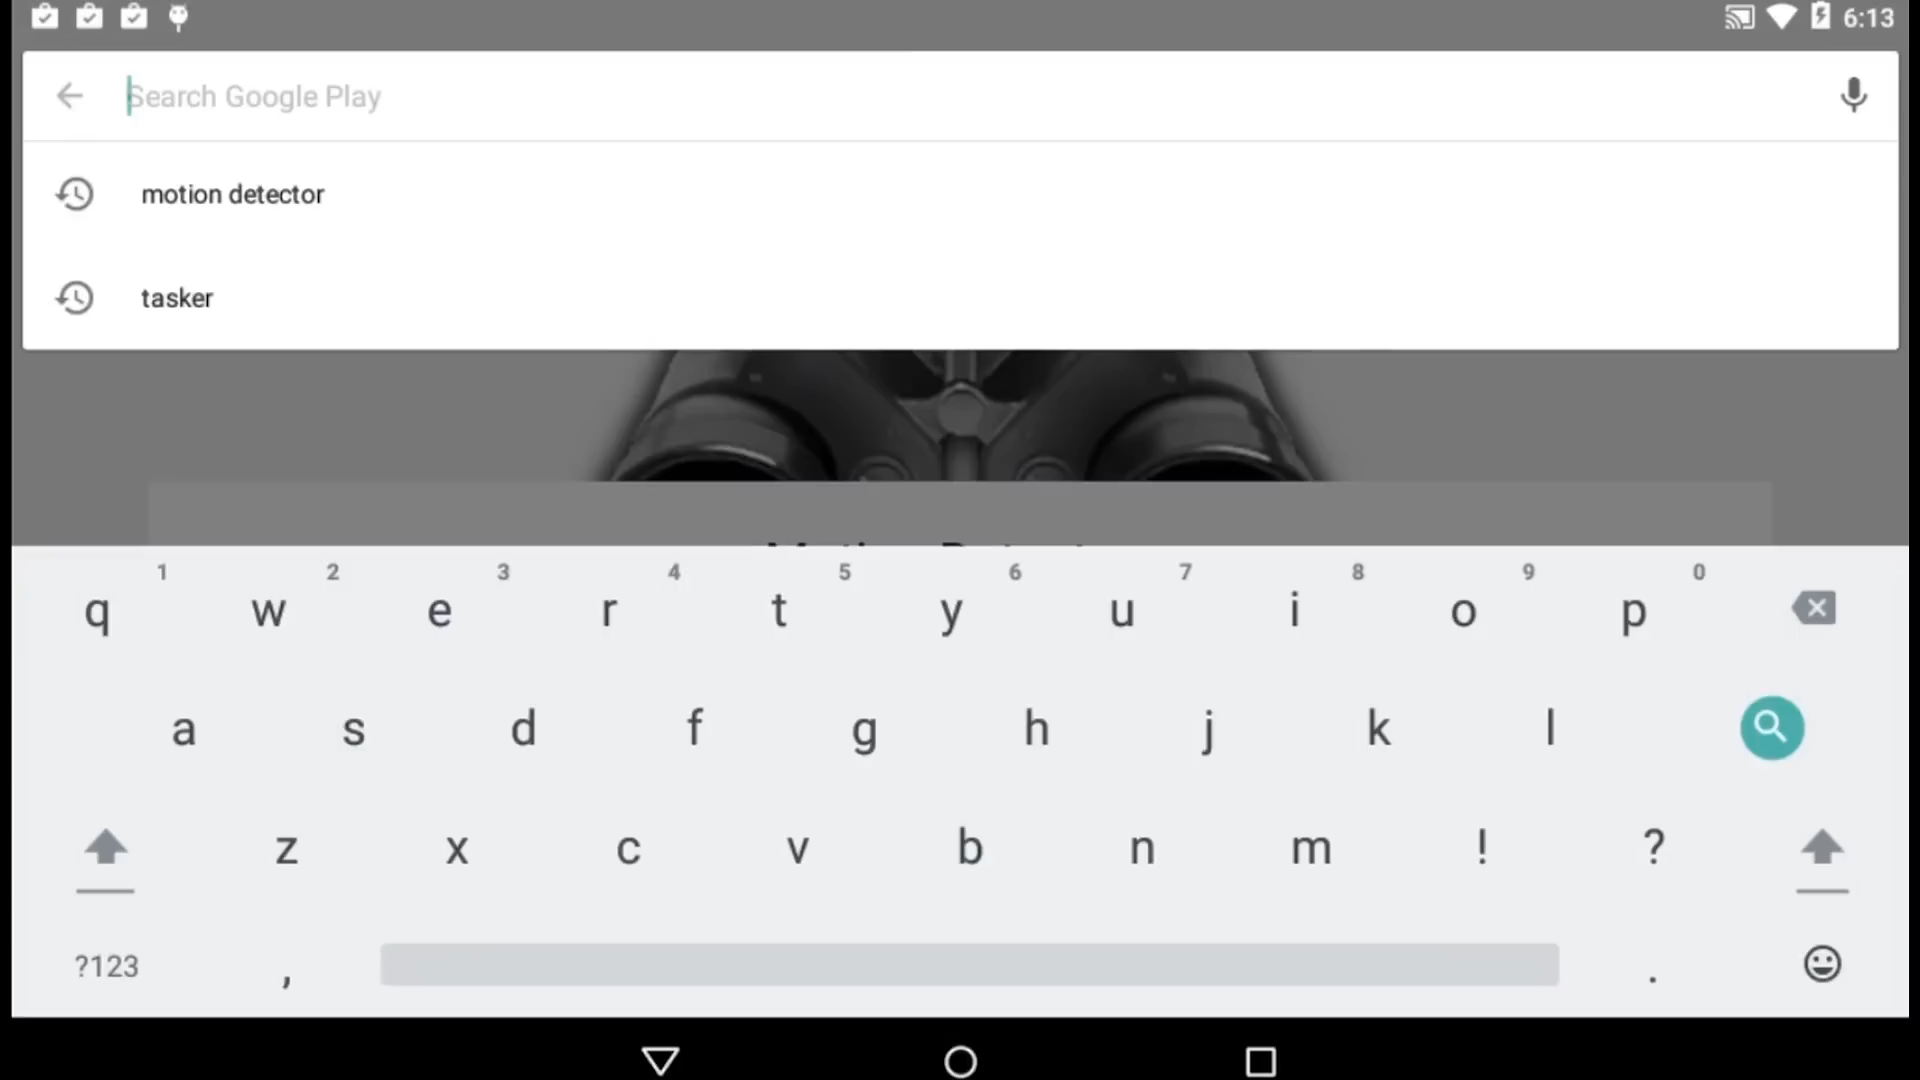 6:13
Search Google Play
motion detector
tasker
1 2 3 4 5 6 7 8 9 0
q w e r t y u i o p
a s d f g h j k l
z x c v b n m ! ?
?123 , .